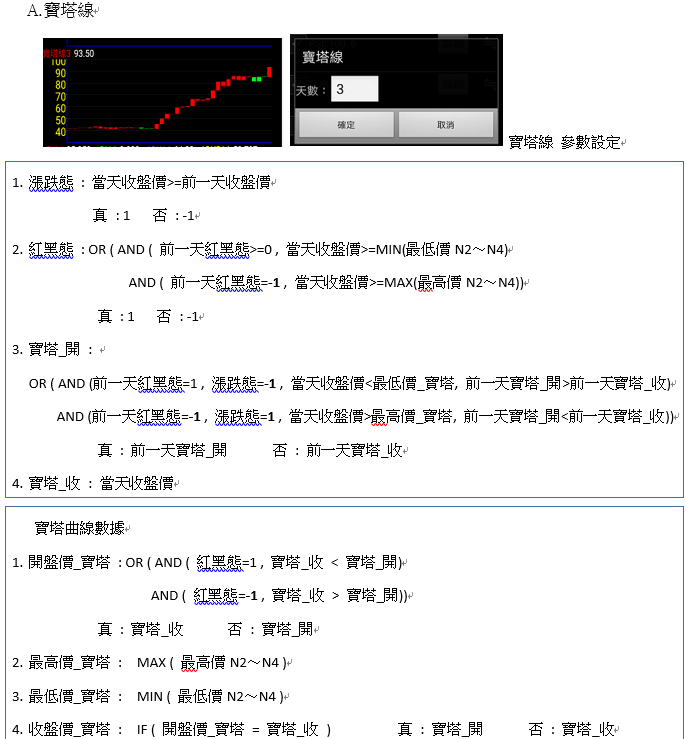 A.寶塔線
寶塔線3 93.50
100
90
80
70
60
50
40
寶塔線
天數： 3
確定 取消
寶塔線 參數設定
1. 漲跌態 : 當天收盤價>=前一天收盤價
真 : 1 否 : -1
2. 紅黑態 : OR ( AND ( 前一天紅黑態>=0 , 當天收盤價>=MIN(最低價 N2～N4)
AND ( 前一天紅黑態=-1 , 當天收盤價>=MAX(最高價 N2～N4))
真 : 1 否 : -1
3. 寶塔_開 :
OR ( AND (前一天紅黑態=1 , 漲跌態=-1 , 當天收盤價<最低價_寶塔, 前一天寶塔_開>前一天寶塔_收)
AND (前一天紅黑態=-1 , 漲跌態=1 , 當天收盤價>最高價_寶塔, 前一天寶塔_開<前一天寶塔_收))
真 : 前一天寶塔_開 否 : 前一天寶塔_收
4. 寶塔_收 : 當天收盤價
寶塔曲線數據
1. 開盤價_寶塔 : OR ( AND ( 紅黑態=1 , 寶塔_收 < 寶塔_開)
AND ( 紅黑態=-1 , 寶塔_收 > 寶塔_開))
真 : 寶塔_收 否 : 寶塔_開
2. 最高價_寶塔 : MAX ( 最高價 N2～N4 )
3. 最低價_寶塔 : MIN ( 最低價 N2～N4 )
4. 收盤價_寶塔 : IF ( 開盤價_寶塔 = 寶塔_收 ) 真 : 寶塔_開 否 : 寶塔_收